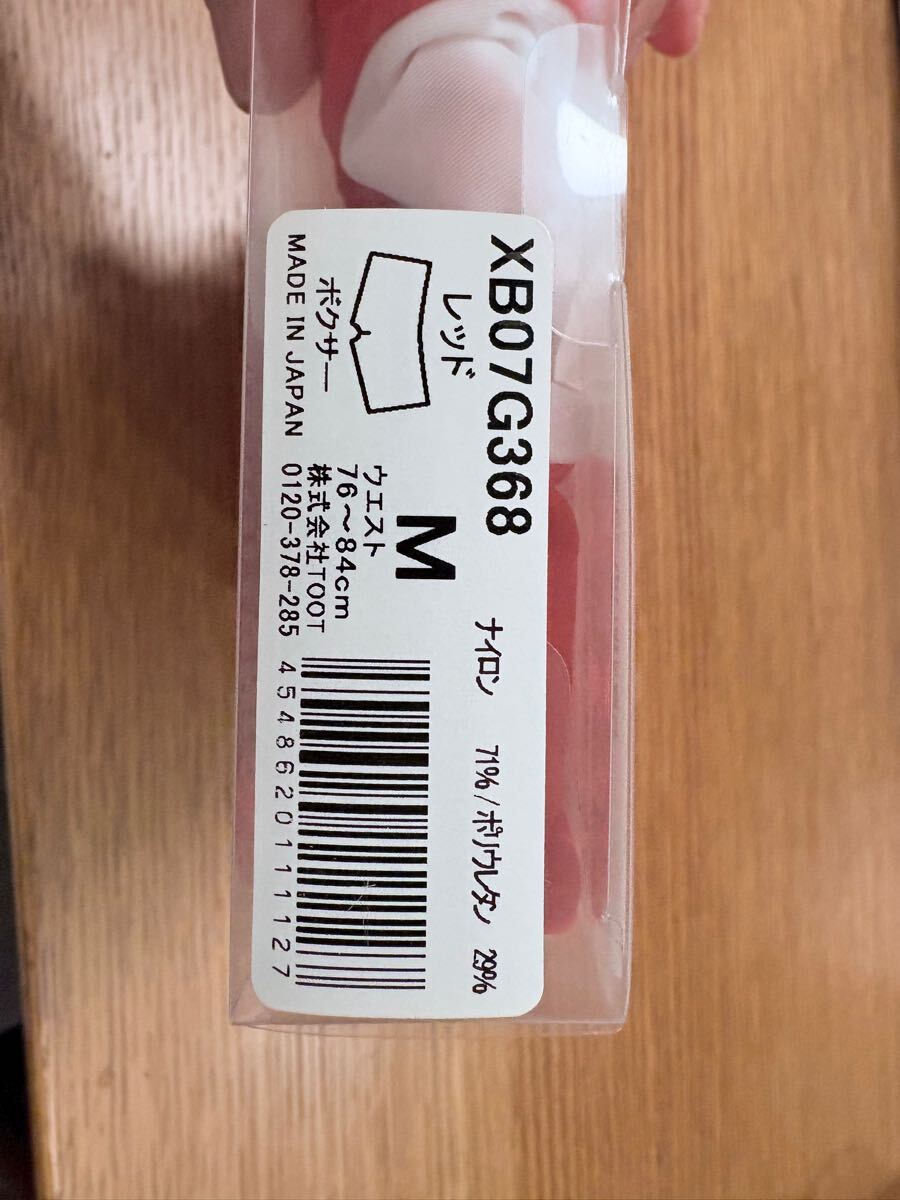 XB07G368
レッド
ナイロン 71%/ポリウレタン 29%
M
ボクサー
MADE IN JAPAN
ウエスト
76〜84cm
株式会社TOOT
0120-378-285
4548620111127